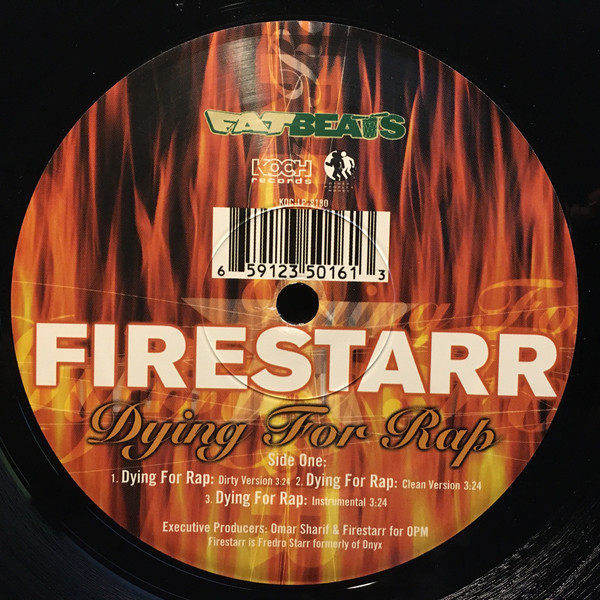 FATBEATS
KOCH
records
KOC-LP-8190
6 59123 50161 3
FIRESTARR
Dying For Rap
Side One:
1. Dying For Rap: Dirty Version 3:24 2. Dying For Rap: Clean Version 3:24
3. Dying For Rap: Instrumental 3:24
Executive Producers: Omar Sharif & Firestarr for OPM
Firestarr is Fredro Starr formerly of Onyx